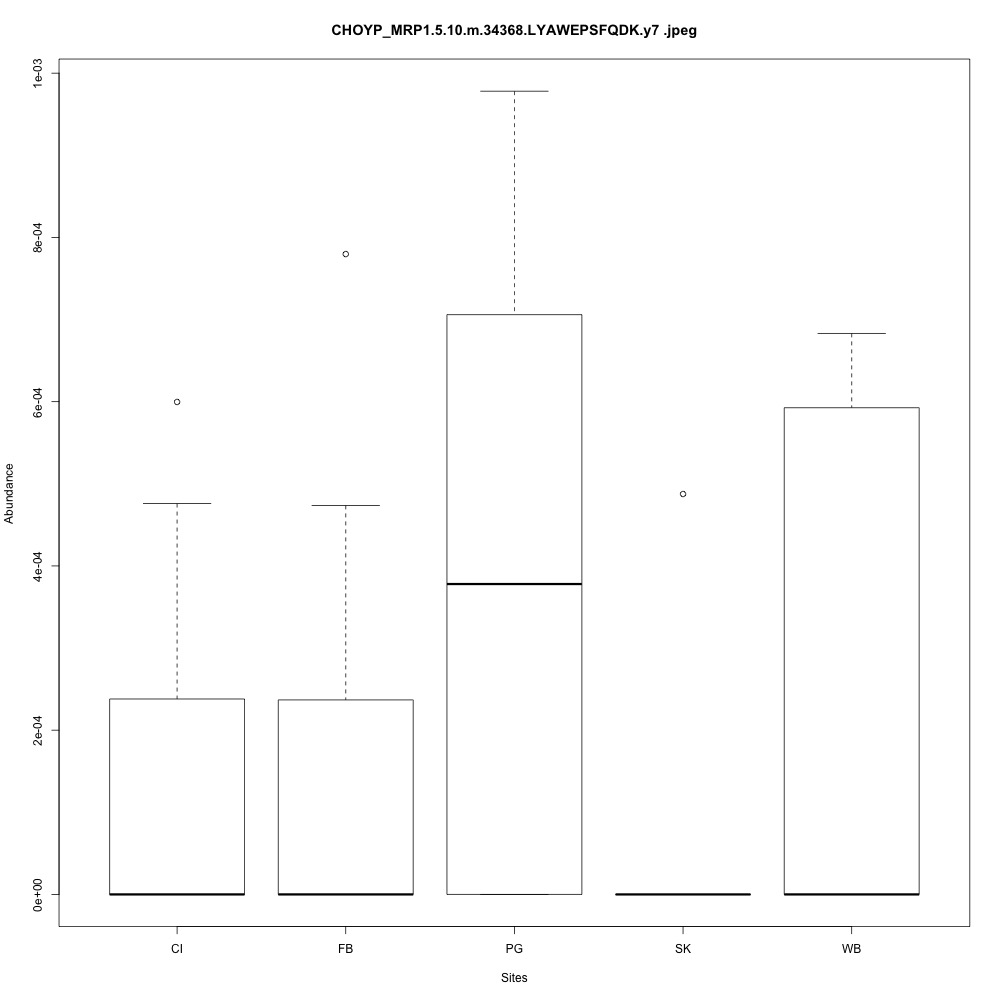 CHOYP_MRP1.5.10.m.34368.LYAWEPSFQDK.y7 .jpeg
1e-03
8e-04
6e-04
4e-04
2e-04
0e+00
Abundance
CI FB PG SK WB
Sites